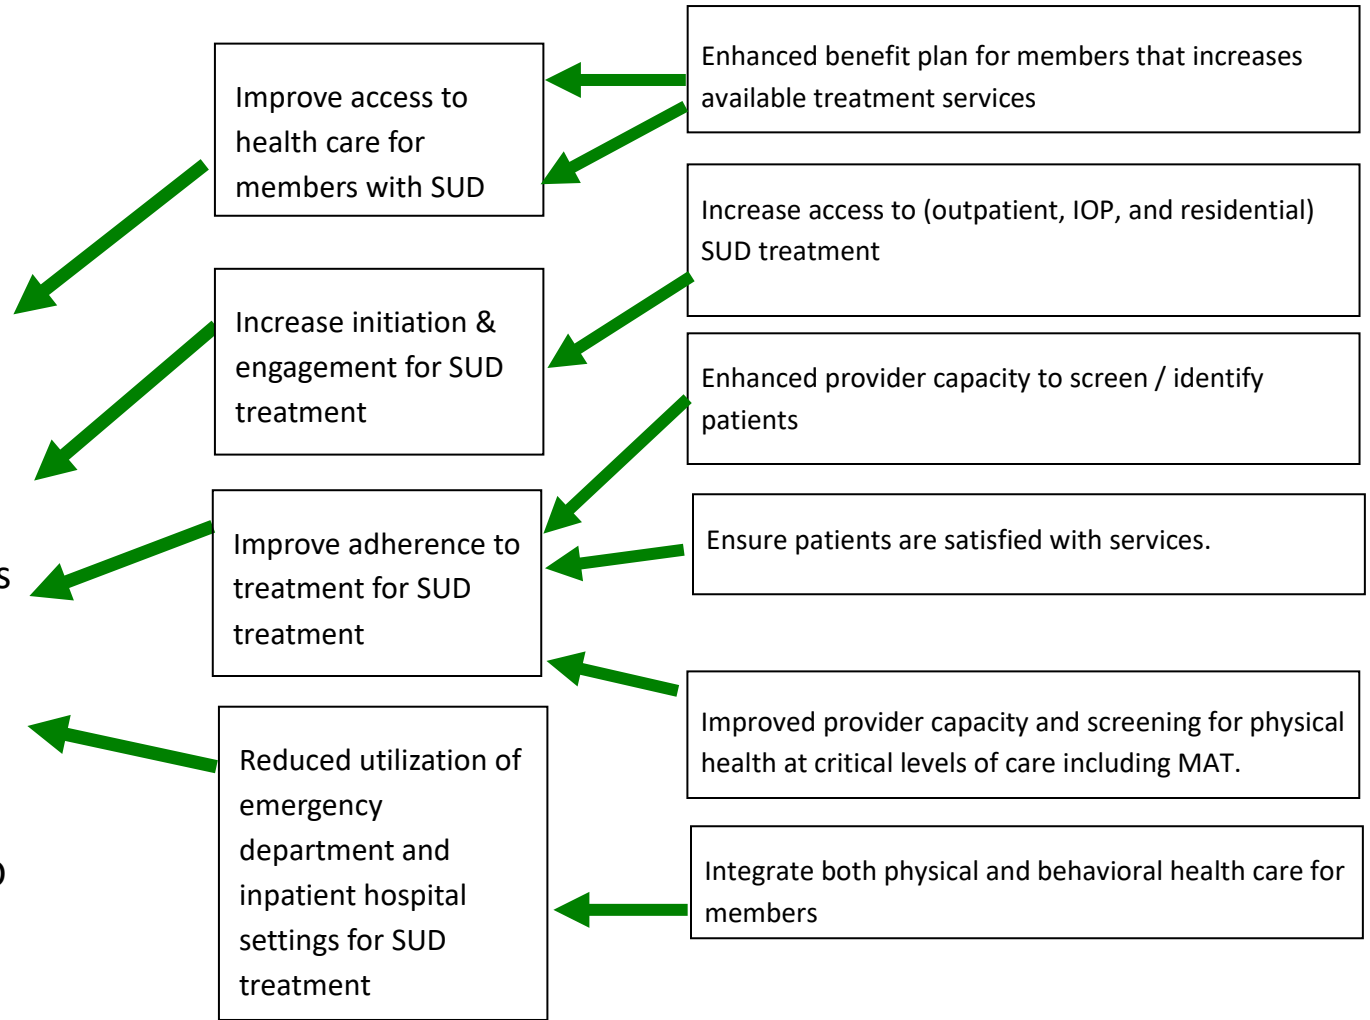 Improve access to
health care for
members with SUD
Increase initiation &
engagement for SUD
treatment
Improve adherence to
treatment for SUD
treatment
Reduced utilization of
emergency
department and
inpatient hospital
settings for SUD
treatment
Enhanced benefit plan for members that increases
available treatment services
Increase access to (outpatient, IOP, and residential)
SUD treatment
Enhanced provider capacity to screen / identify
patients
Ensure patients are satisfied with services.
Improved provider capacity and screening for physical
health at critical levels of care including MAT.
Integrate both physical and behavioral health care for
members